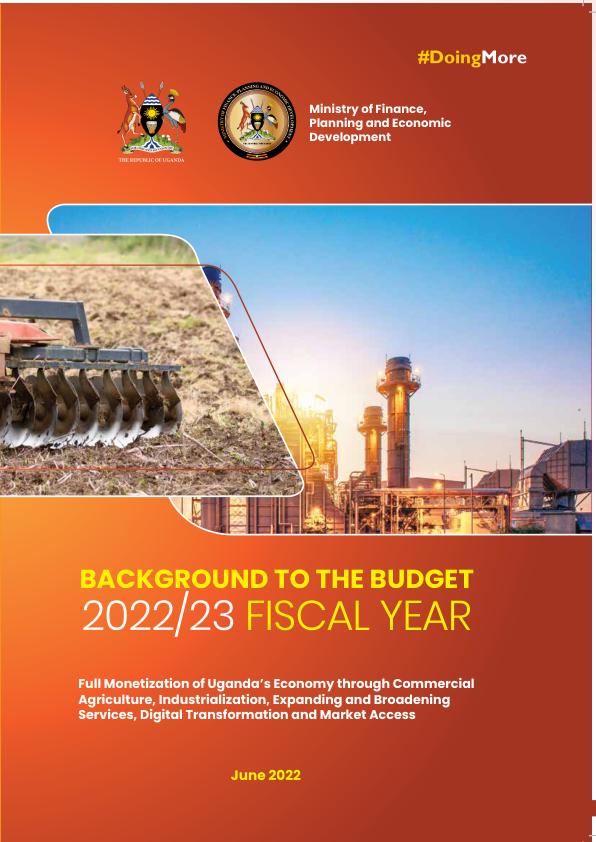 #DoingMore
Ministry of Finance,
Planning and Economic
Development
THE REPUBLIC OF UGANDA
BACKGROUND TO THE BUDGET
2022/23 FISCAL YEAR
Full Monetization of Uganda's Economy through Commercial
Agriculture, Industrialization, Expanding and Broadening
Services, Digital Transformation and Market Access
June 2022